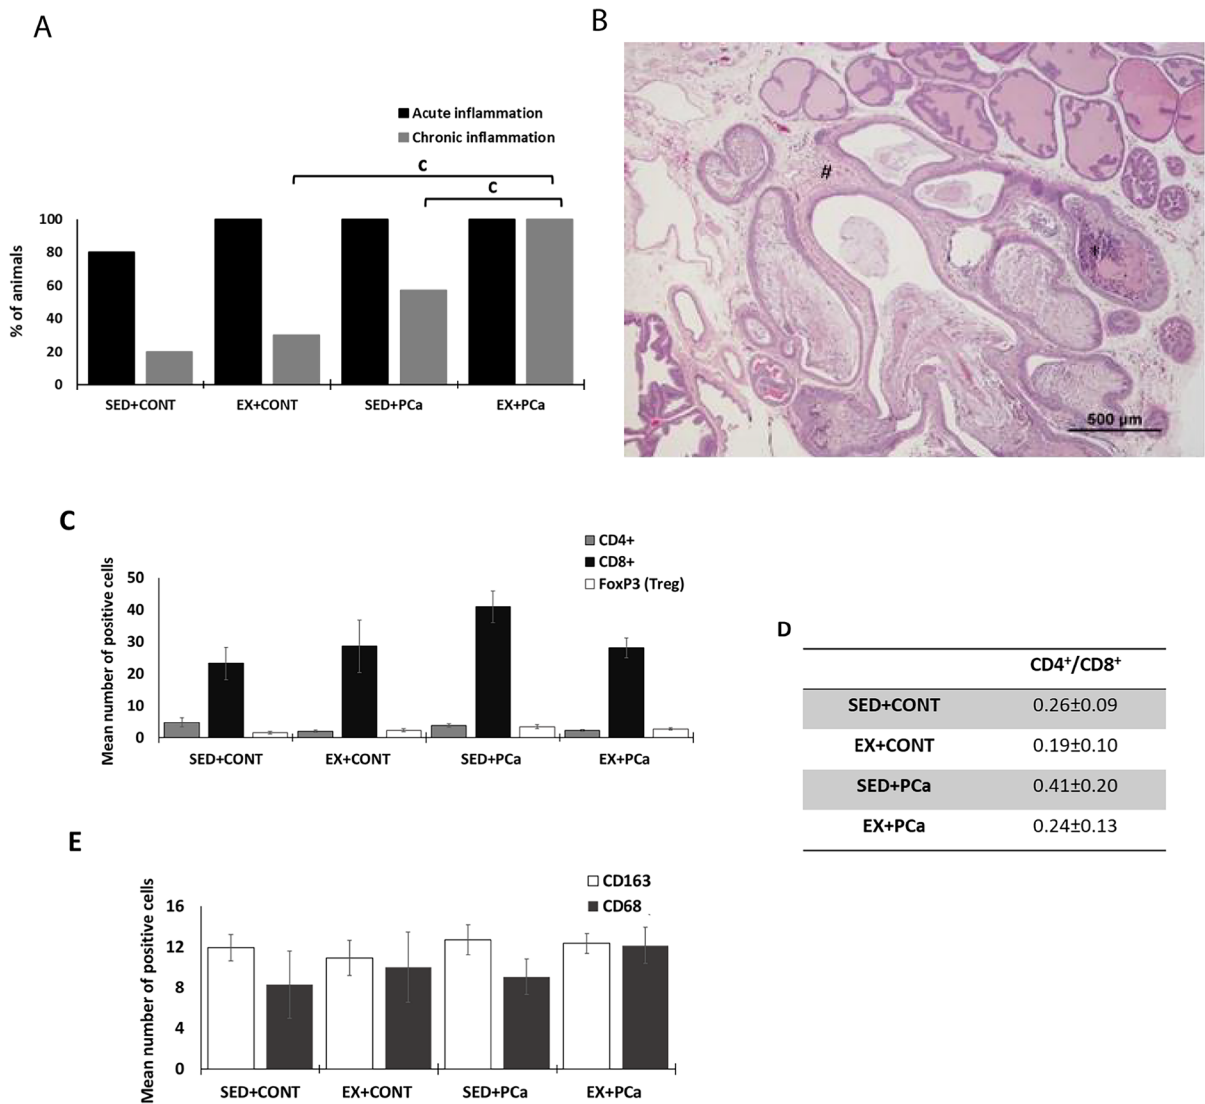 A
Acute inflammation
Chronic inflammation
c
c
% of animals
100
80
60
40
20
0
SED+CONT EX+CONT SED+PCa EX+PCa
B
#
*
500 µm
C
CD4+
CD8+
FoxP3 (Treg)
Mean number of positive cells
50
40
30
20
10
0
SED+CONT EX+CONT SED+PCa EX+PCa
D
CD4+/CD8+
SED+CONT 0.26±0.09
EX+CONT 0.19±0.10
SED+PCa 0.41±0.20
EX+PCa 0.24±0.13
E
CD163
CD68
Mean number of positive cells
16
12
8
4
0
SED+CONT EX+CONT SED+PCa EX+PCa